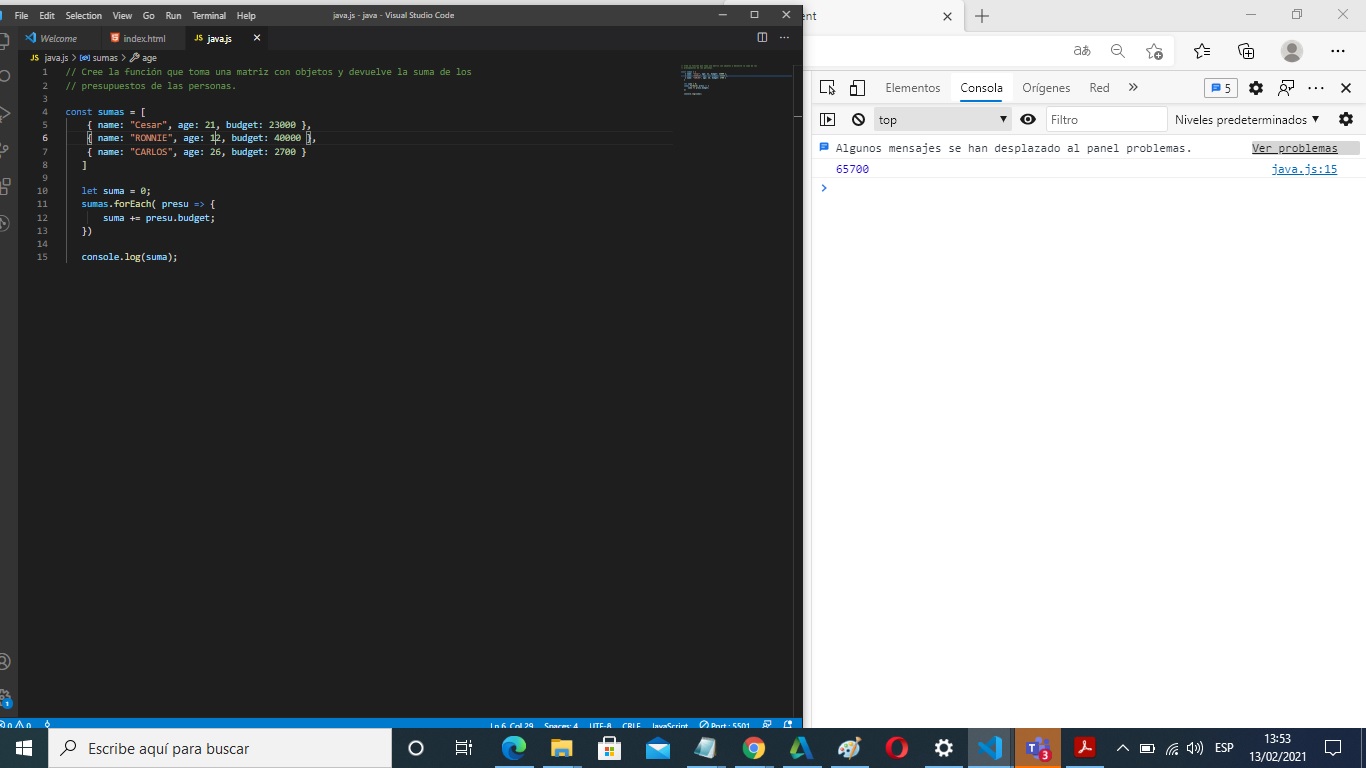 File Edit Selection View Go Run Terminal Help java.js - java - Visual Studio Code
Welcome index.html JS java.js
JS java.js > sumas > age
1 // Cree la función que toma una matriz con objetos y devuelve la suma de los
2 // presupuestos de las personas.
3
4 const sumas = [
5 { name: "Cesar", age: 21, budget: 23000 },
6 { name: "RONNIE", age: 12, budget: 40000 },
7 { name: "CARLOS", age: 26, budget: 2700 }
8 ]
9
10 let suma = 0;
11 sumas.forEach( presu => {
12 suma += presu.budget;
13 })
14
15 console.log(suma);
0 0 Ln 6, Col 29 Spaces: 4 UTF-8 CRLF JavaScript Port : 5501
1
Elementos Consola Orígenes Red 5
top Filtro Niveles predeterminados
Algunos mensajes se han desplazado al panel problemas. Ver problemas
65700 java.js:15
Escribe aquí para buscar
3
ESP
13:53
13/02/2021